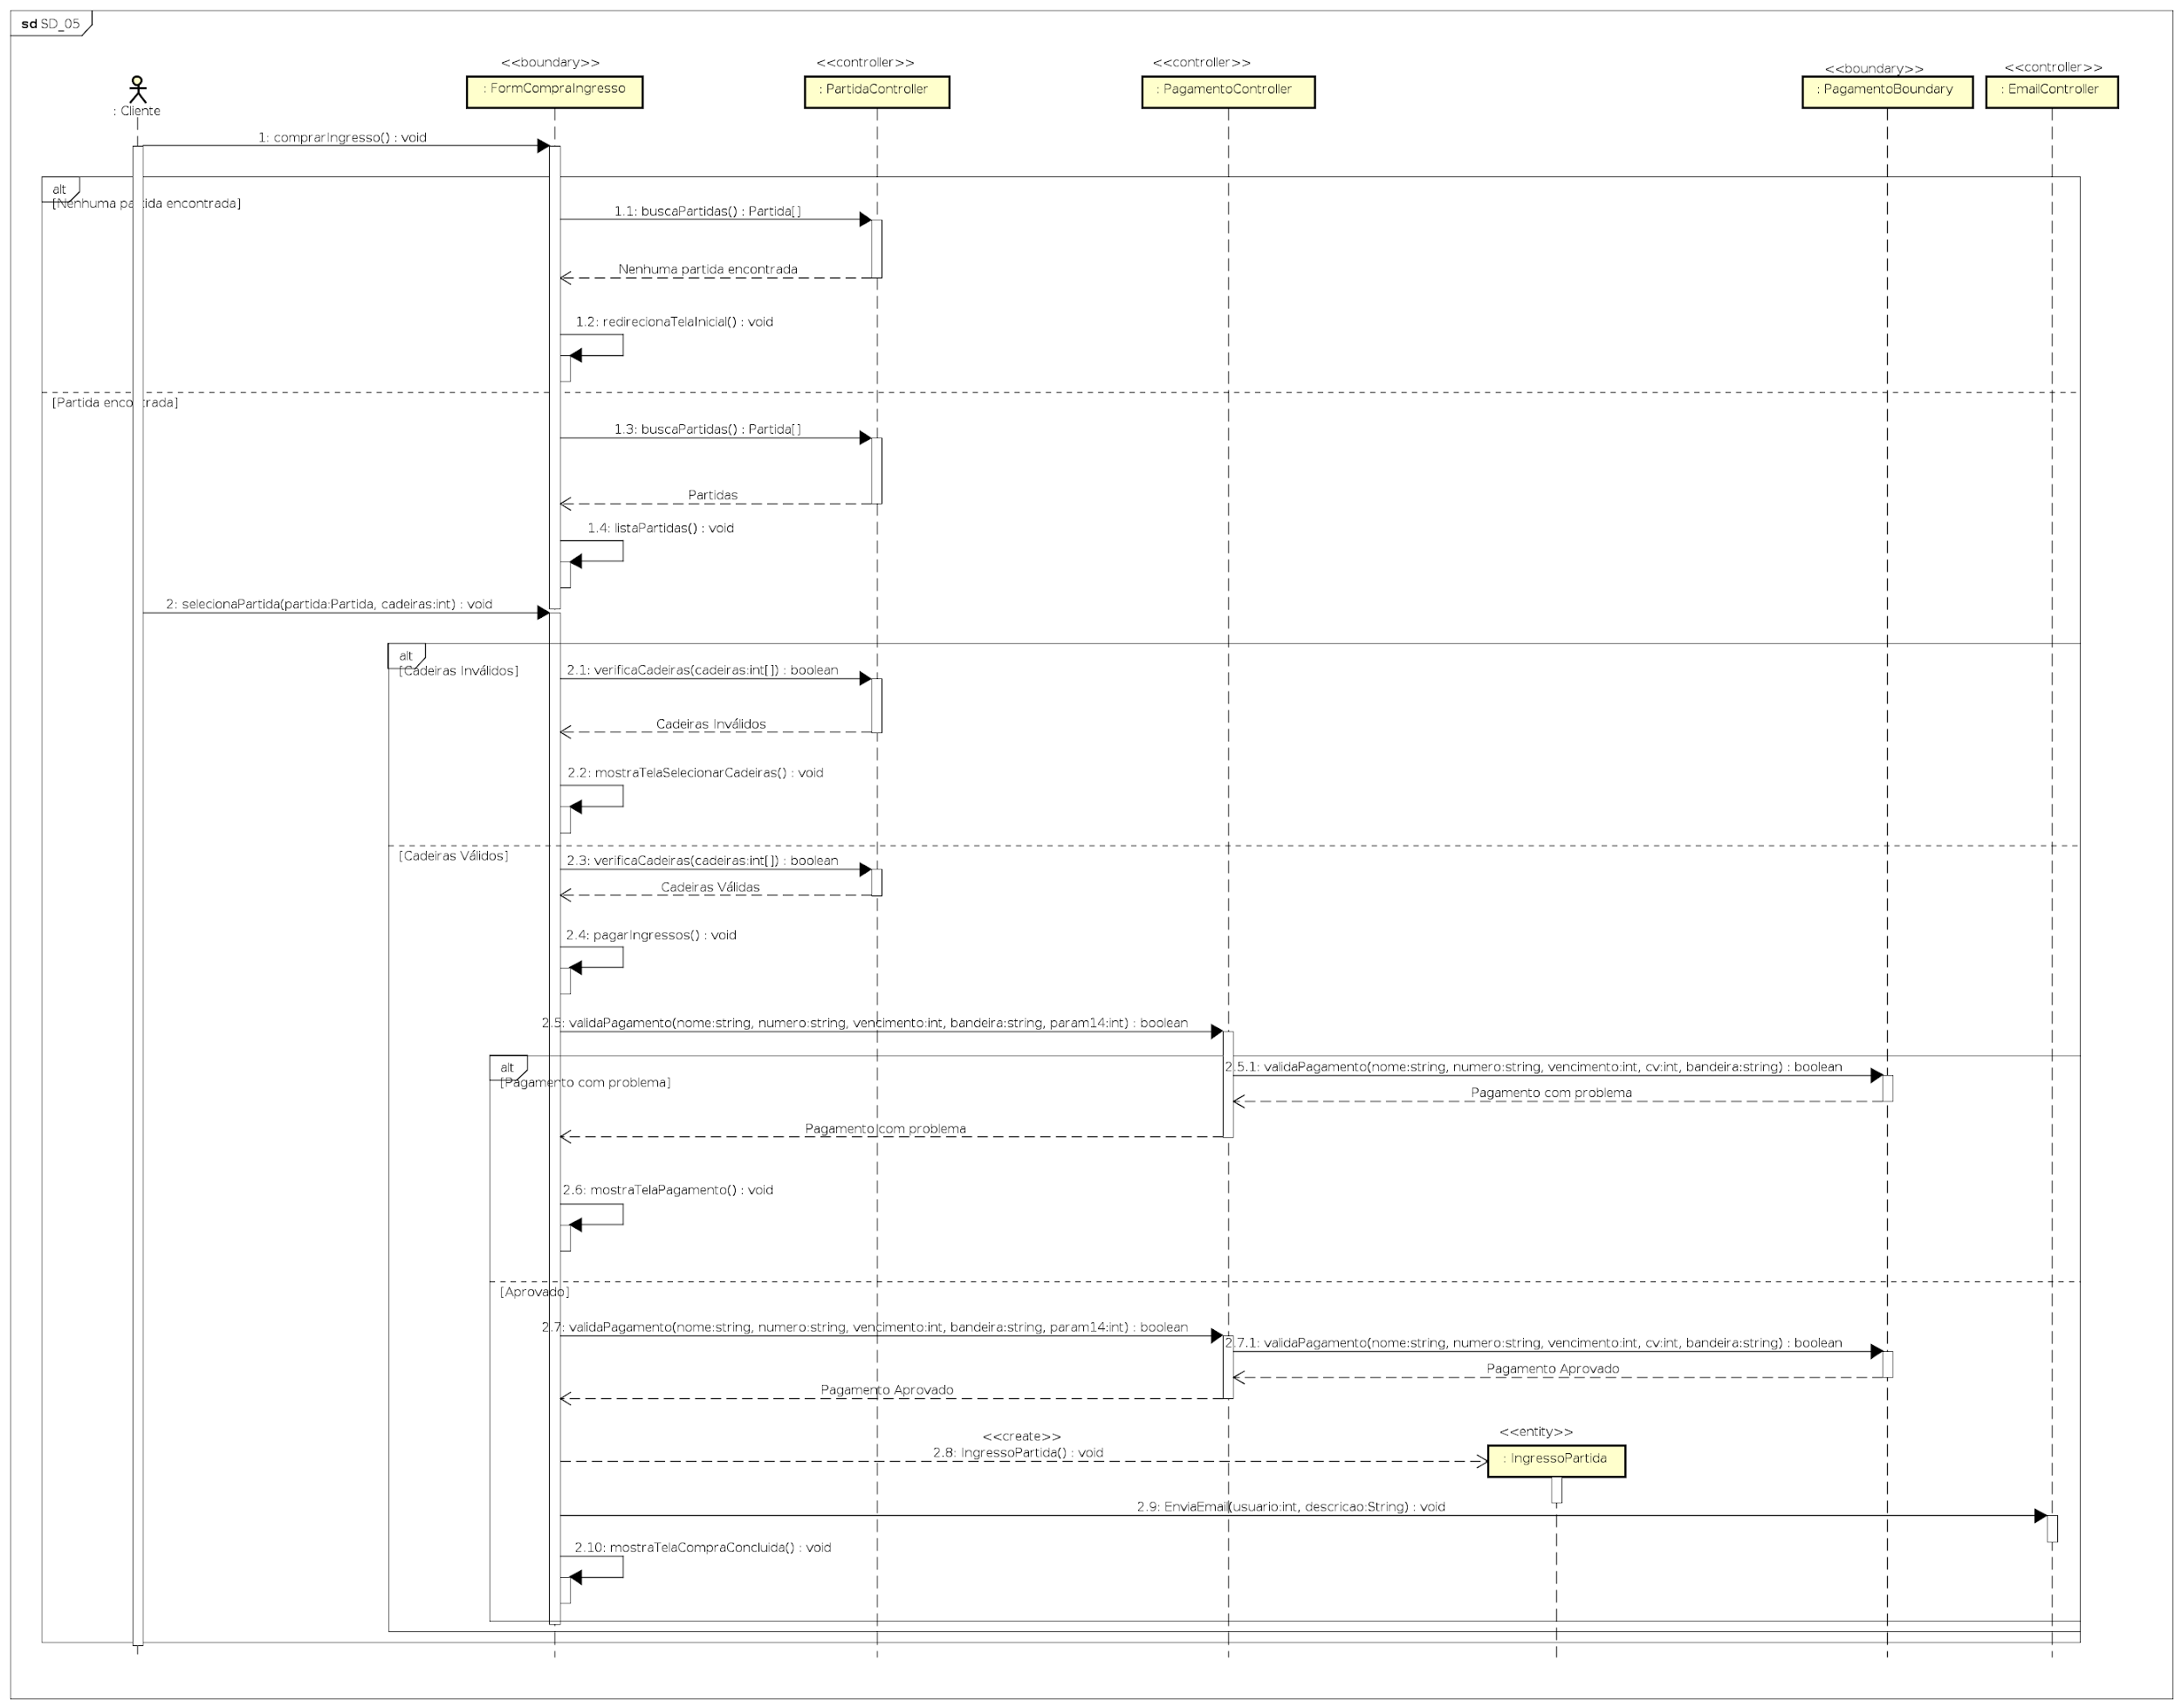 sd SD_05
<<boundary>>
<<controller>>
<<controller>>
<<boundary>>
<<controller>>
: Cliente
: FormCompraIngresso
: PartidaController
: PagamentoController
: PagamentoBoundary
: EmailController
1: comprarIngresso() : void
alt
[Nenhuma partida encontrada]
1.1: buscaPartidas() : Partida[]
Nenhuma partida encontrada
1.2: redirecionaTelaInicial() : void
[Partida encontrada]
1.3: buscaPartidas() : Partida[]
Partidas
1.4: listaPartidas() : void
2: selecionaPartida(partida:Partida, cadeiras:int) : void
alt
[Cadeiras Inválidos]
2.1: verificaCadeiras(cadeiras:int[]) : boolean
Cadeiras Inválidos
2.2: mostraTelaSelecionarCadeiras() : void
[Cadeiras Válidos]
2.3: verificaCadeiras(cadeiras:int[]) : boolean
Cadeiras Válidas
2.4: pagarIngressos() : void
2.5: validaPagamento(nome:string, numero:string, vencimento:int, bandeira:string, param14:int) : boolean
alt
[Pagamento com problema]
2.5.1: validaPagamento(nome:string, numero:string, vencimento:int, cv:int, bandeira:string) : boolean
Pagamento com problema
Pagamento com problema
2.6: mostraTelaPagamento() : void
[Aprovado]
2.7: validaPagamento(nome:string, numero:string, vencimento:int, bandeira:string, param14:int) : boolean
2.7.1: validaPagamento(nome:string, numero:string, vencimento:int, cv:int, bandeira:string) : boolean
Pagamento Aprovado
Pagamento Aprovado
<<create>>
2.8: IngressoPartida() : void
<<entity>>
: IngressoPartida
2.9: EnviaEmail(usuario:int, descricao:String) : void
2.10: mostraTelaCompraConcluida() : void